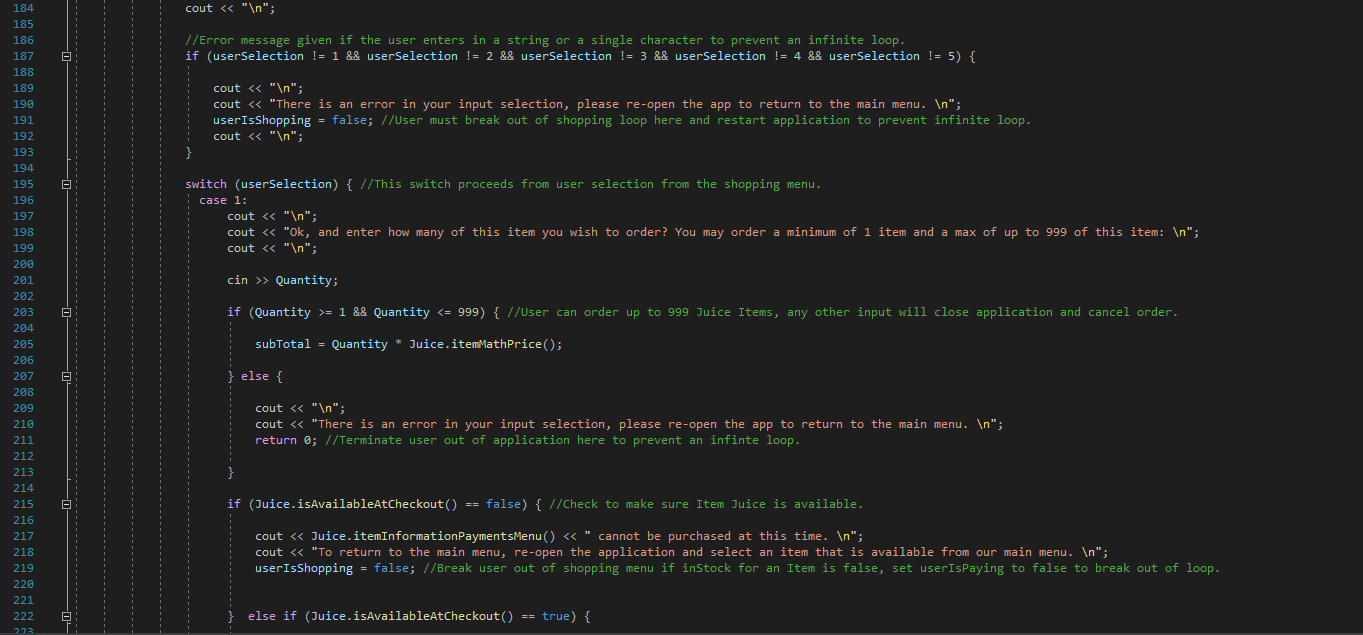 184 cout << "\n";
185
186 //Error message given if the user enters in a string or a single character to prevent an infinite loop.
187 if (userSelection != 1 && userSelection != 2 && userSelection != 3 && userSelection != 4 && userSelection != 5) {
188
189 cout << "\n";
190 cout << "There is an error in your input selection, please re-open the app to return to the main menu. \n";
191 userIsShopping = false; //User must break out of shopping loop here and restart application to prevent infinite loop.
192 cout << "\n";
193 }
194
195 switch (userSelection) { //This switch proceeds from user selection from the shopping menu.
196 case 1:
197 cout << "\n";
198 cout << "Ok, and enter how many of this item you wish to order? You may order a minimum of 1 item and a max of up to 999 of this item: \n";
199 cout << "\n";
200
201 cin >> Quantity;
202
203 if (Quantity >= 1 && Quantity <= 999) { //User can order up to 999 Juice Items, any other input will close application and cancel order.
204
205 subTotal = Quantity * Juice.itemMathPrice();
206
207 } else {
208
209 cout << "\n";
210 cout << "There is an error in your input selection, please re-open the app to return to the main menu. \n";
211 return 0; //Terminate user out of application here to prevent an infinte loop.
212
213 }
214
215 if (Juice.isAvailableAtCheckout() == false) { //Check to make sure Item Juice is available.
216
217 cout << Juice.itemInformationPaymentsMenu() << " cannot be purchased at this time. \n";
218 cout << "To return to the main menu, re-open the application and select an item that is available from our main menu. \n";
219 userIsShopping = false; //Break user out of shopping menu if inStock for an Item is false, set userIsPaying to false to break out of loop.
220
221
222 } else if (Juice.isAvailableAtCheckout() == true) {
223